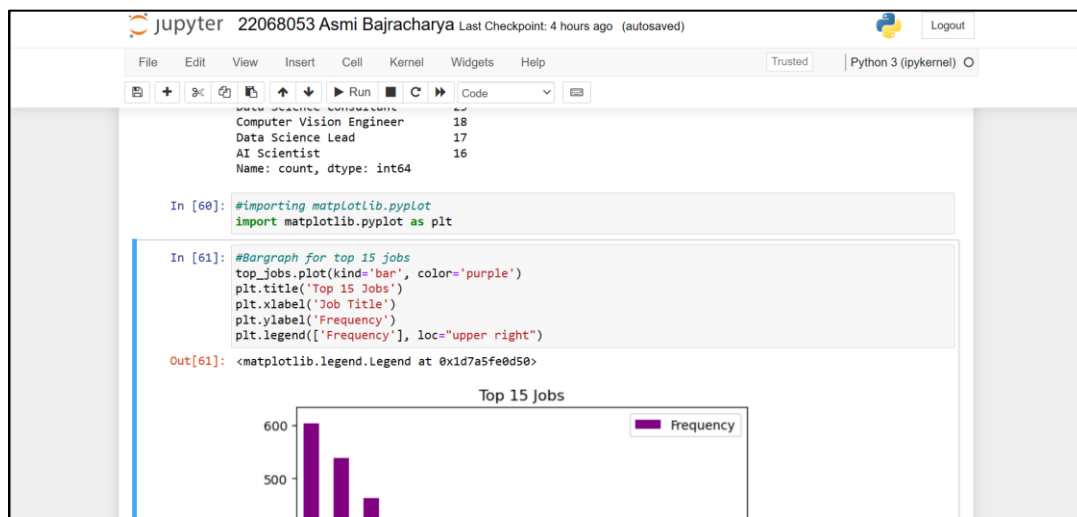 jupyter 22068053 Asmi Bajracharya Last Checkpoint: 4 hours ago (autosaved)
Logout
File Edit View Insert Cell Kernel Widgets Help
Trusted
Python 3 (ipykernel)
Run
Code
Data Science Consultant
Computer Vision Engineer 18
Data Science Lead 17
AI Scientist 16
Name: count, dtype: int64
In [60]: #importing matplotlib.pyplot
import matplotlib.pyplot as plt
In [61]: #Bargraph for top 15 jobs
top_jobs.plot(kind='bar', color='purple')
plt.title('Top 15 Jobs')
plt.xlabel('Job Title')
plt.ylabel('Frequency')
plt.legend(['Frequency'], loc="upper right")
Out[61]: <matplotlib.legend.Legend at 0x1d7a5fe0d50>
Top 15 Jobs
Frequency
600
500